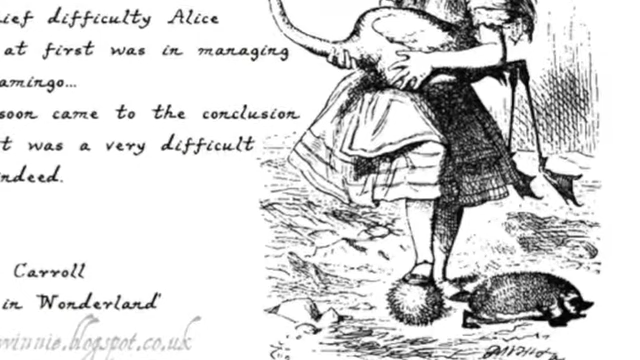 ief difficulty Alice
at first was in managing
amingo...
soon came to the conclusion
t was a very difficult
indeed.
Carroll
in Wonderland'
winnie.blogspot.co.uk